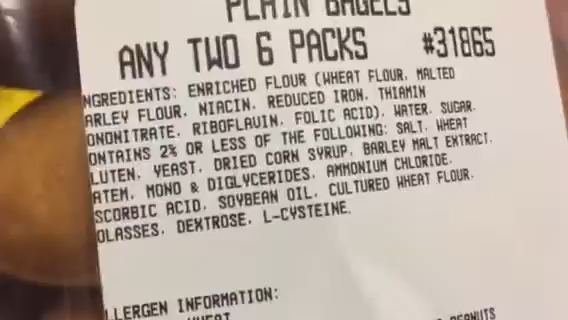 PLAIN BAGELS
ANY TWO 6 PACKS #31865
NGREDIENTS: ENRICHED FLOUR (WHEAT FLOUR, MALTED
ARLEY FLOUR, NIACIN, REDUCED IRON, THIAMIN
ONONITRATE, RIBOFLAVIN, FOLIC ACID), WATER, SUGAR.
ONTAINS 2% OR LESS OF THE FOLLOWING: SALT, WHEAT
LUTEN, YEAST, DRIED CORN SYRUP, BARLEY MALT EXTRACT,
ATEM, MONO & DIGLYCERIDES, AMMONIUM CHLORIDE,
SCORBIC ACID, SOYBEAN OIL, CULTURED WHEAT FLOUR,
OLASSES, DEXTROSE, L-CYSTEINE.
LLERGEN INFORMATION:
WHEAT
PEANUTS